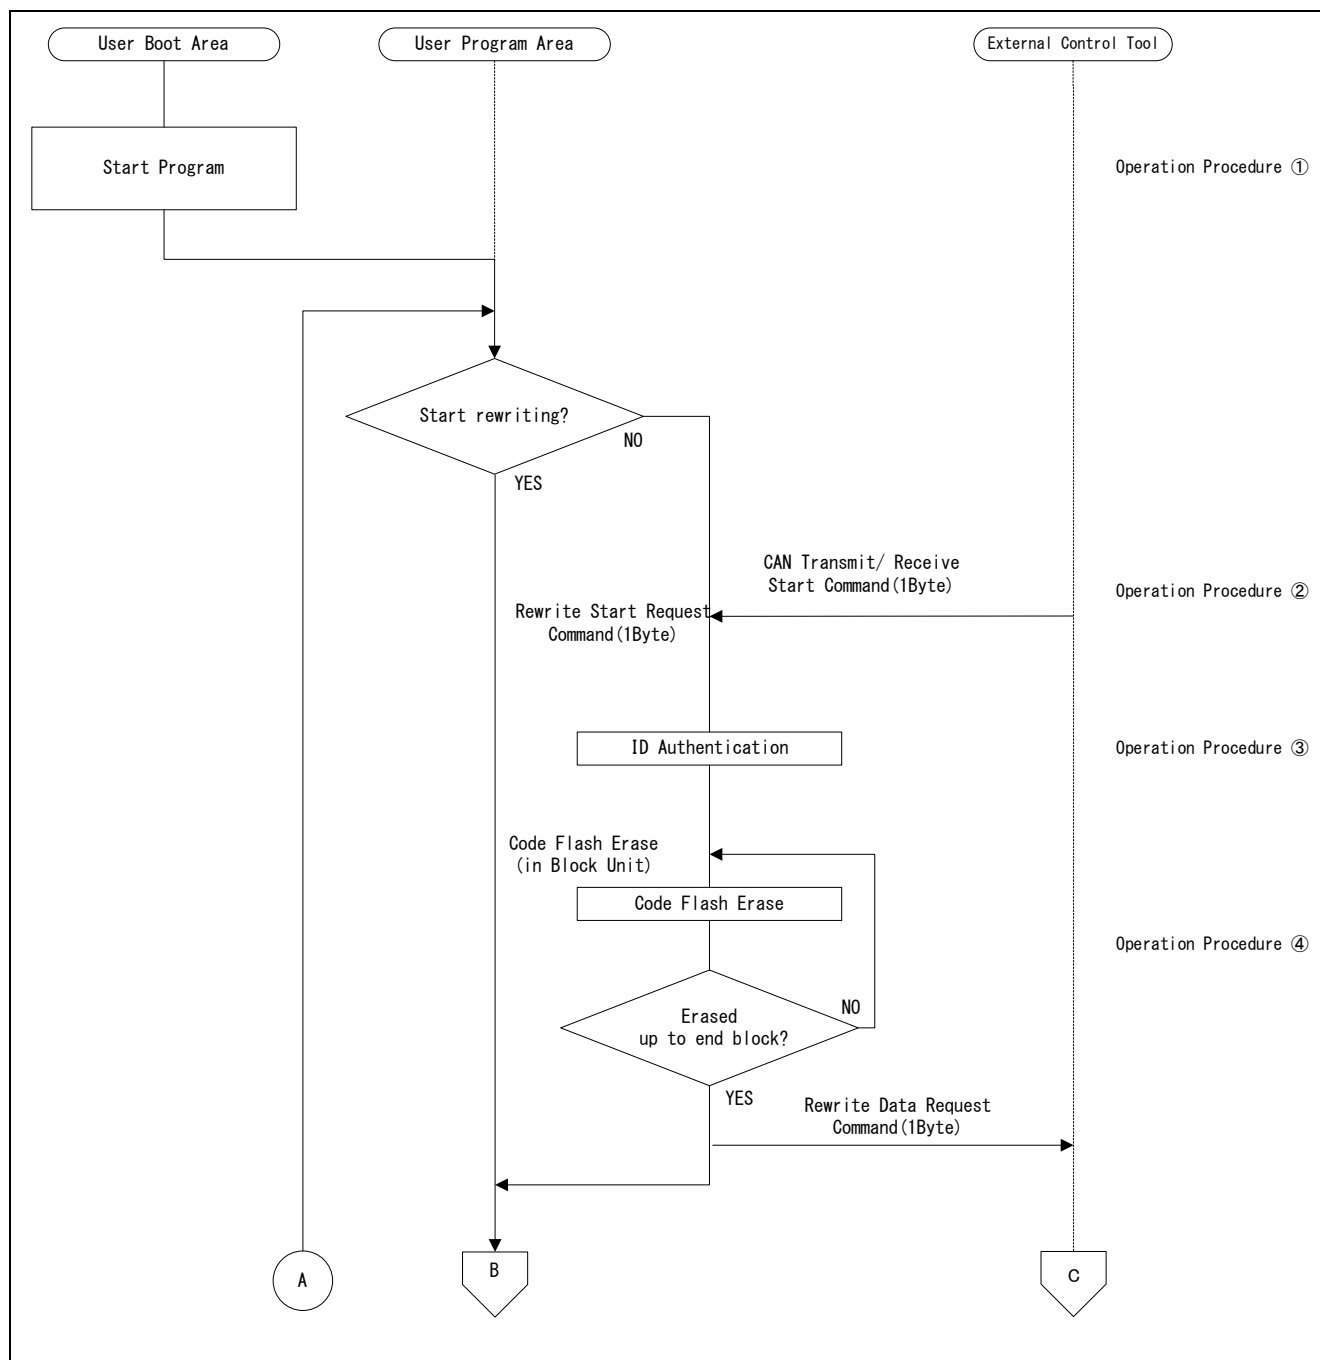 User Boot Area
User Program Area
External Control Tool
Start Program
Operation Procedure ①
Start rewriting?
NO
YES
CAN Transmit/ Receive
Start Command(1Byte)
Operation Procedure ②
Rewrite Start Request
Command(1Byte)
ID Authentication
Operation Procedure ③
Code Flash Erase
(in Block Unit)
Code Flash Erase
Operation Procedure ④
Erased
up to end block?
NO
YES
Rewrite Data Request
Command(1Byte)
A
B
C